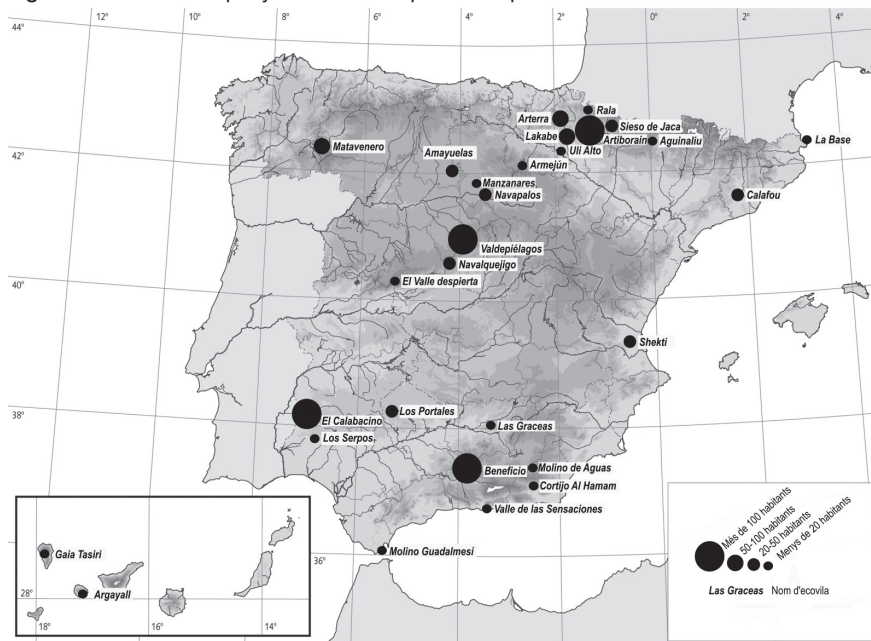 12°
10°
8°
6°
4°
2°
0°
2°
4°
44°
Rala
Arterra
Sieso de Jaca
Lakabe
Artiborain
Aguinaliu
La Base
Matavenero
Uli Alto
Amayuelas
Armejún
42°
Manzanares
Navapalos
Calafou
Valdepiélagos
Navalquejigo
El Valle despierta
40°
Shekti
El Calabacino
Los Portales
38°
Las Graceas
Los Serpos
Beneficio
Molino de Aguas
Cortijo Al Hamam
Valle de las Sensaciones
Molino Guadalmesí
36°
Gaia Tasiri
Argayall
28°
18°
16°
14°
Més de 100 habitants
50-100 habitants
20-50 habitants
Menys de 20 habitants
Las Graceas Nom d'ecovila